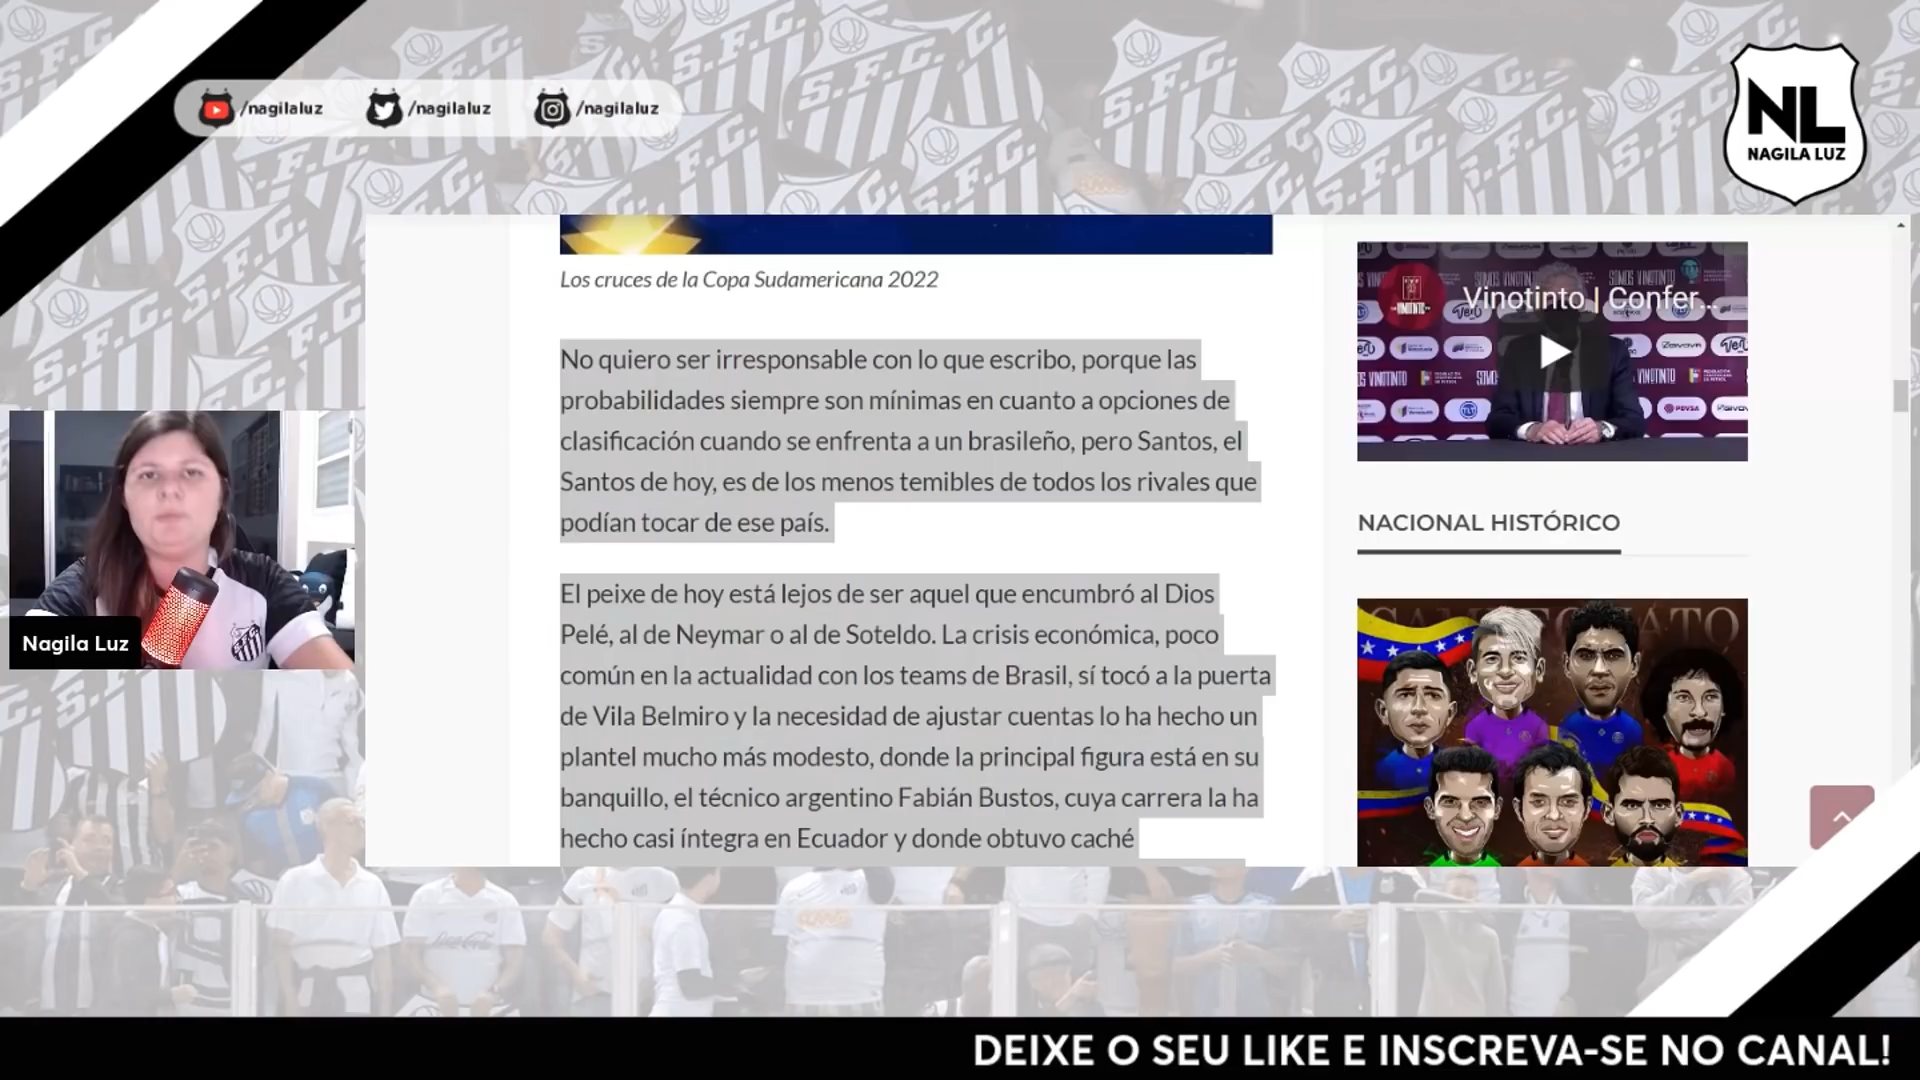 /nagilaluz
/nagilaluz
/nagilaluz
NL
NAGILA LUZ
Los cruces de la Copa Sudamericana 2022
No quiero ser irresponsable con lo que escribo, porque las
probabilidades siempre son mínimas en cuanto a opciones de
clasificación cuando se enfrenta a un brasileño, pero Santos, el
Santos de hoy, es de los menos temibles de todos los rivales que
podían tocar de ese país.
El peixe de hoy está lejos de ser aquel que encumbró al Dios
Pelé, al de Neymar o al de Soteldo. La crisis económica, poco
común en la actualidad con los teams de Brasil, sí tocó a la puerta
de Vila Belmiro y la necesidad de ajustar cuentas lo ha hecho un
plantel mucho más modesto, donde la principal figura está en su
banquillo, el técnico argentino Fabián Bustos, cuya carrera la ha
hecho casi íntegra en Ecuador y donde obtuvo caché
Vinotinto | Confer...
NACIONAL HISTÓRICO
Nagila Luz
DEIXE O SEU LIKE E INSCREVA-SE NO CANAL!